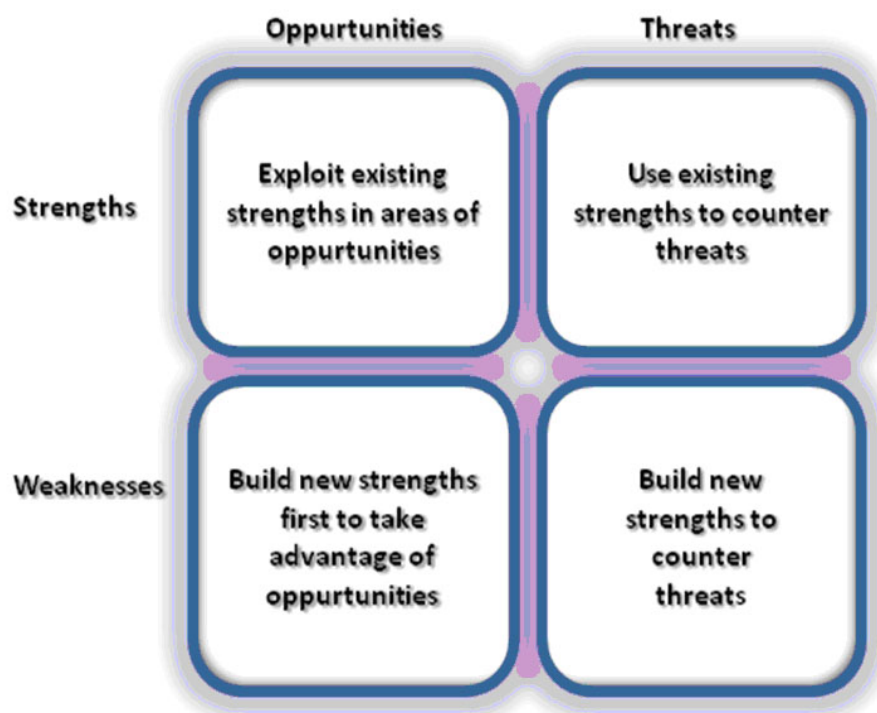 Oppurtunities Threats
Strengths
Exploit existing
strengths in areas of
oppurtunities
Use existing
strengths to counter
threats
Weaknesses
Build new strengths
first to take
advantage of
oppurtunities
Build new
strengths to
counter
threats